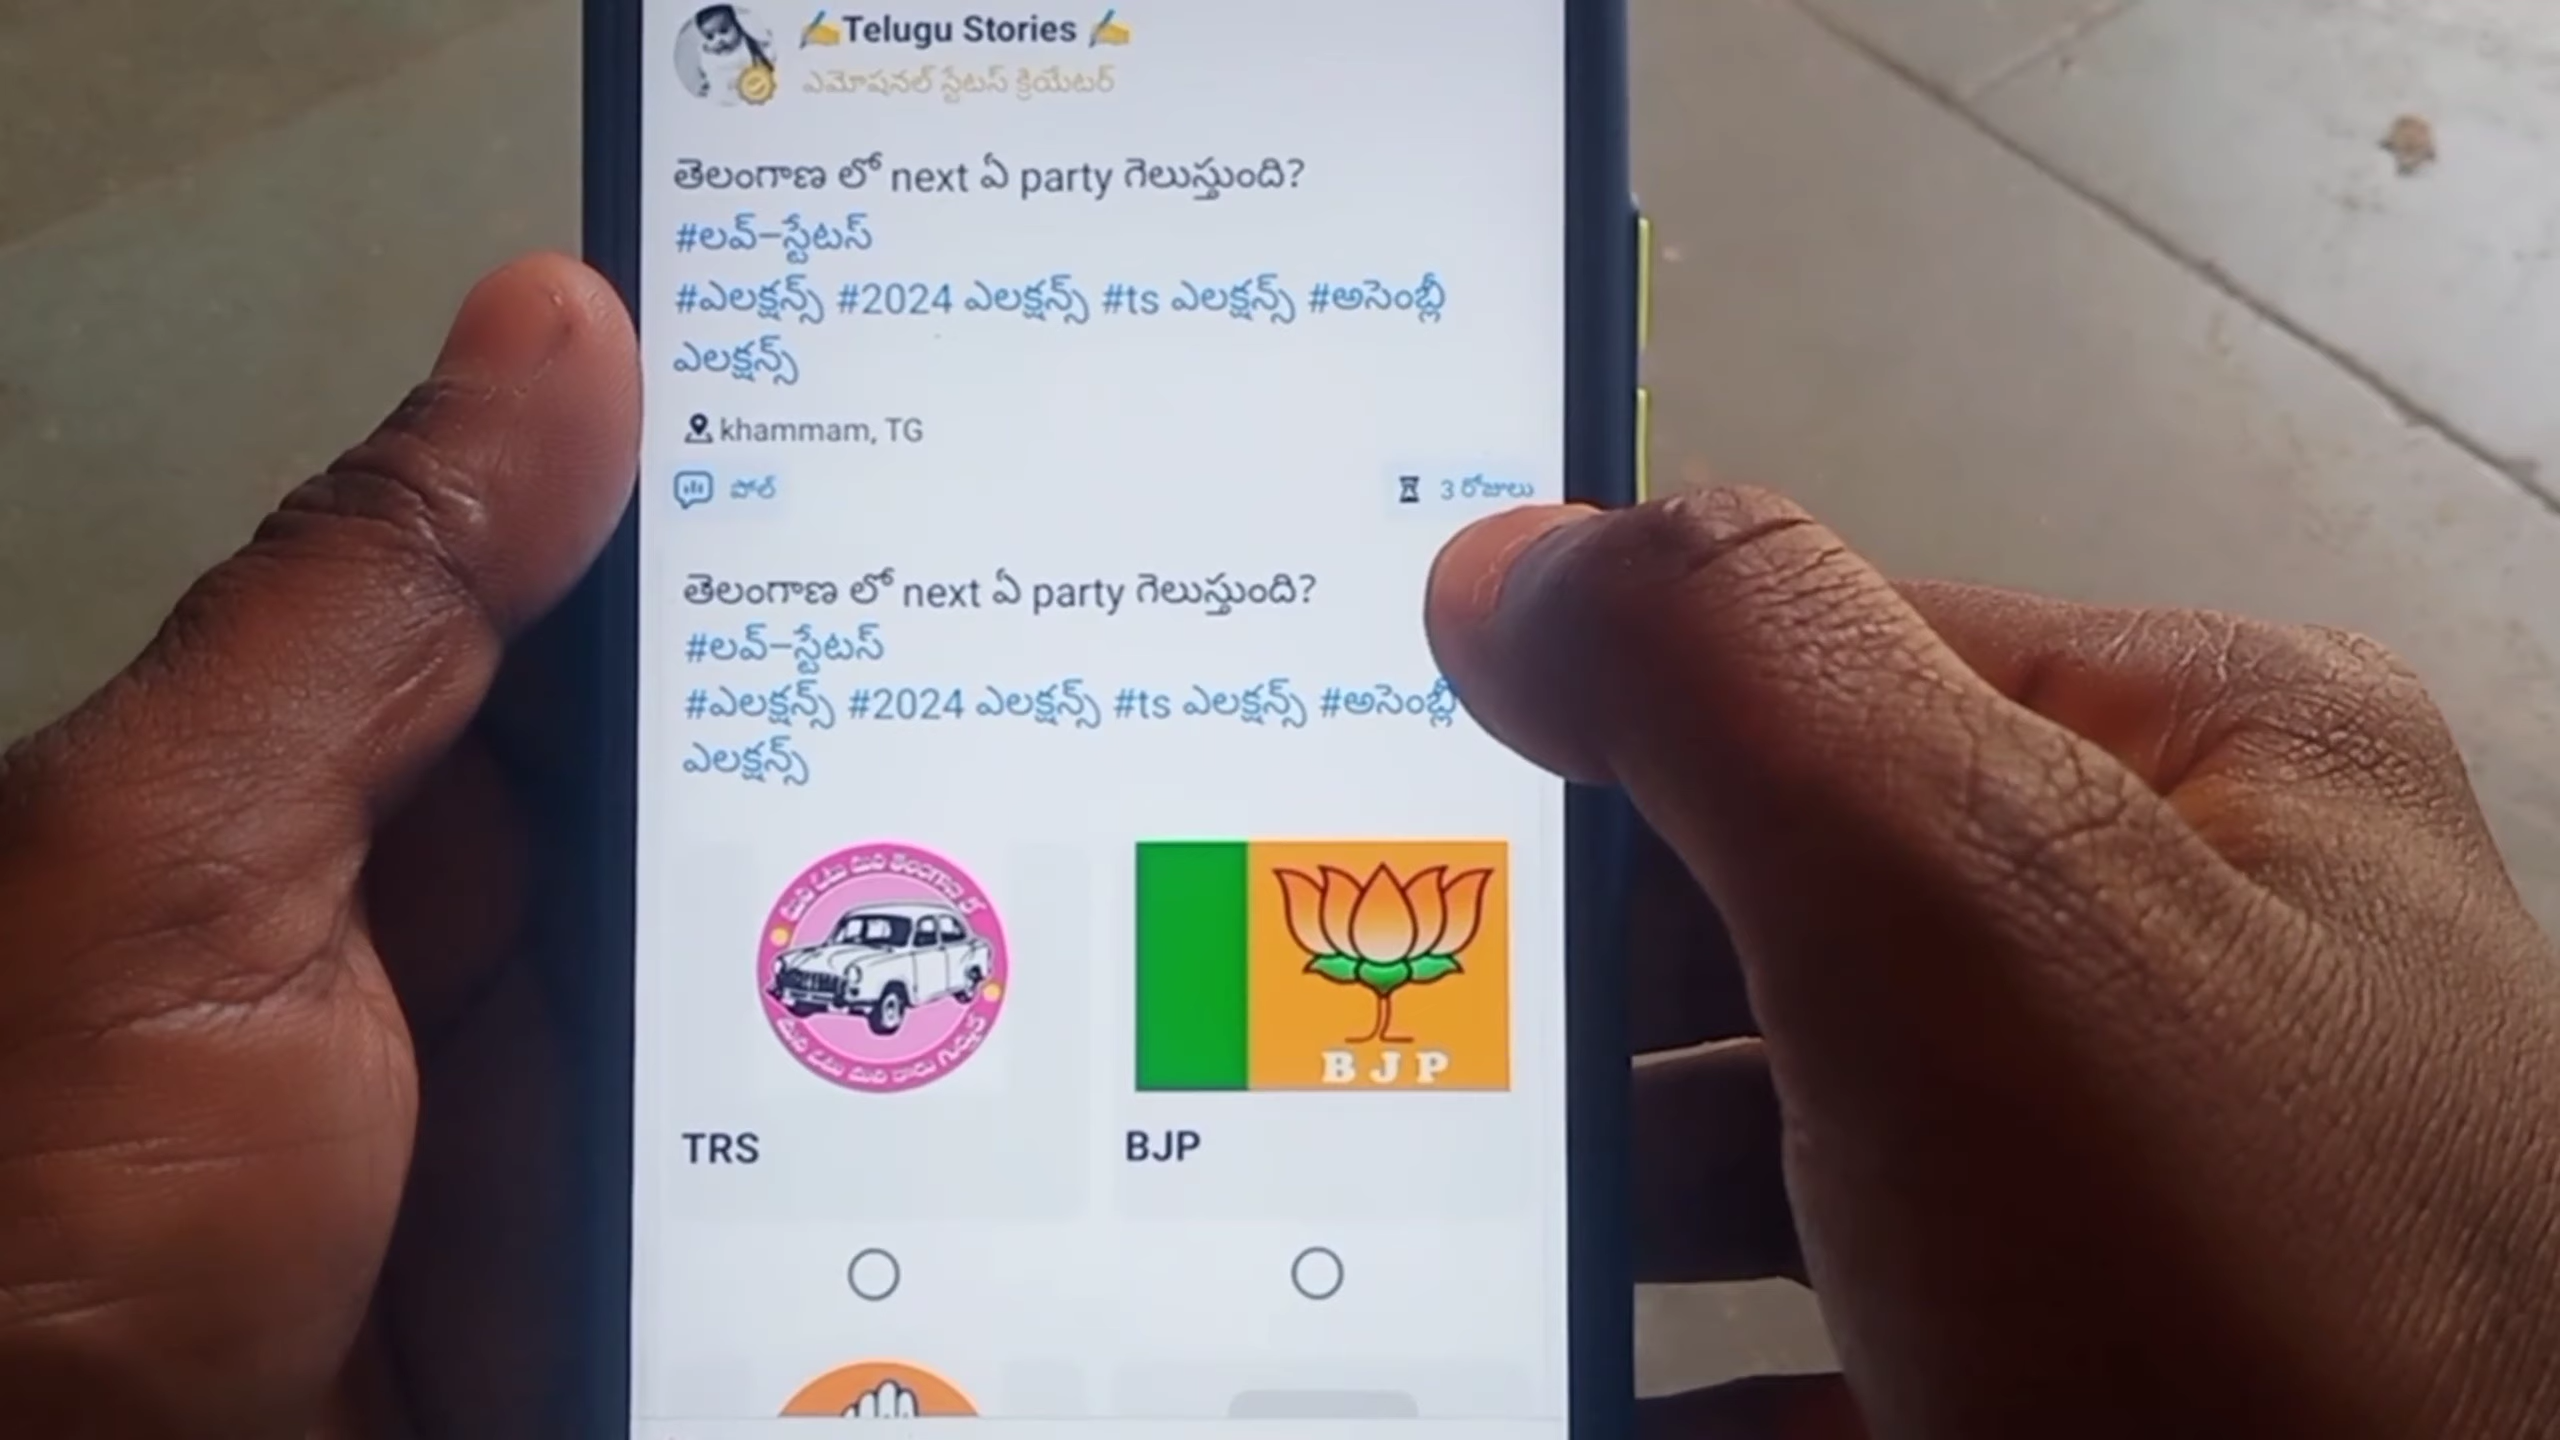 ✍️Telugu Stories ✍️
ఎమోషనల్ స్టేటస్ క్రియేటర్
తెలంగాణ లో next ఏ party గెలుస్తుంది?
#లవ్-స్టేటస్
#ఎలక్షన్స్ #2024 ఎలక్షన్స్ #ts ఎలక్షన్స్ #అసెంబ్లీ
ఎలక్షన్స్
khammam, TG
పోల్
3 రోజులు
తెలంగాణ లో next ఏ party గెలుస్తుంది?
#లవ్-స్టేటస్
#ఎలక్షన్స్ #2024 ఎలక్షన్స్ #ts ఎలక్షన్స్ #అసెంబ్లీ
ఎలక్షన్స్
BJP
TRS
BJP